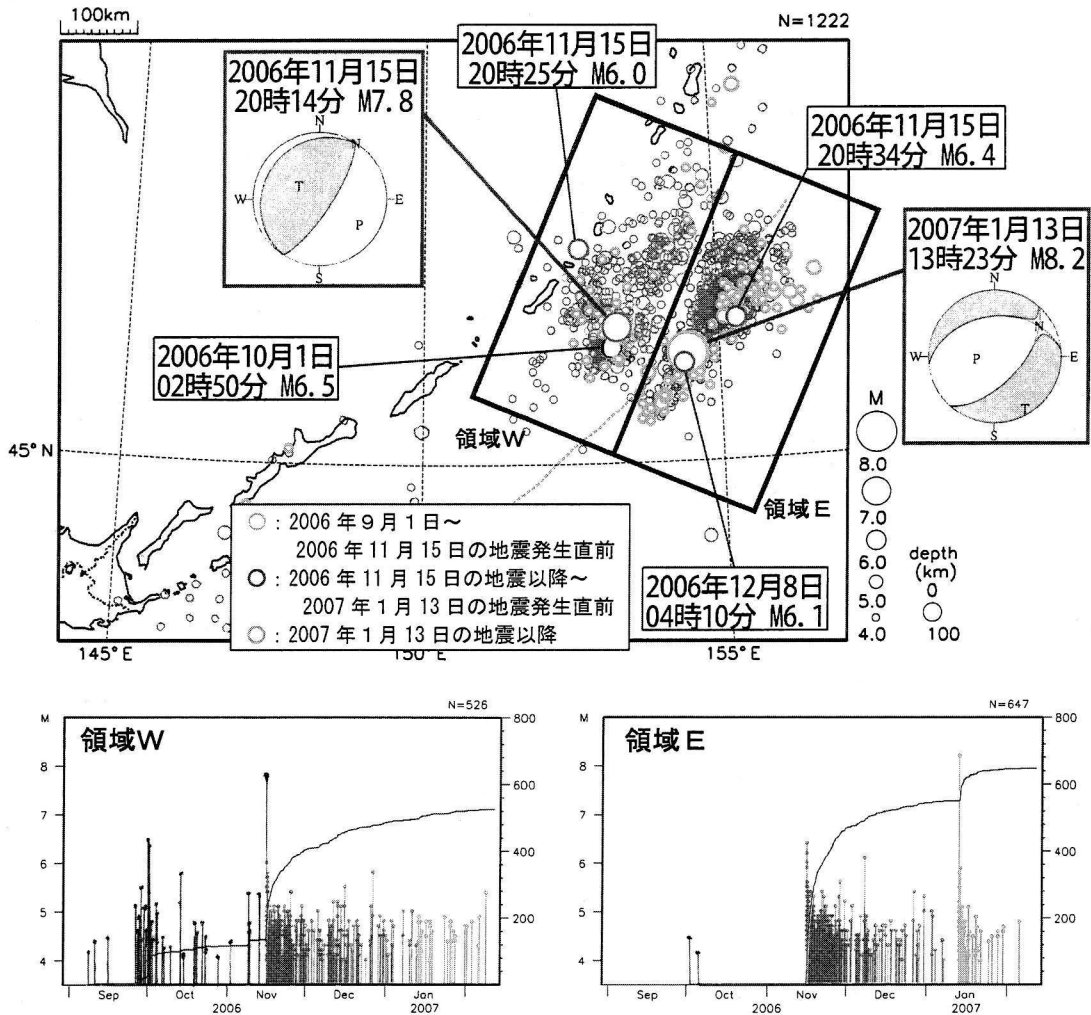 100km
N=1222
2006年11月15日
20時25分 M6.0
2006年11月15日
20時14分 M7.8
N
N
T
W
E
P
S
2006年11月15日
20時34分 M6.4
2007年1月13日
13時23分 M8.2
N
N
W
P
E
T
S
2006年10月1日
02時50分 M6.5
45°N
領域W
領域E
○：2006年9月1日～
2006年11月15日の地震発生直前
○：2006年11月15日の地震以降～
2007年1月13日の地震発生直前
○：2007年1月13日の地震以降
2006年12月8日
04時10分 M6.1
M
8.0
7.0
6.0
5.0
4.0
depth
(km)
0
100
145°E
150°E
155°E
N=526
M
領域W
8
7
6
5
4
800
600
400
200
Sep
Oct
Nov
Dec
Jan
2006
2007
N=647
M
領域E
8
7
6
5
4
800
600
400
200
Sep
Oct
Nov
Dec
Jan
2006
2007